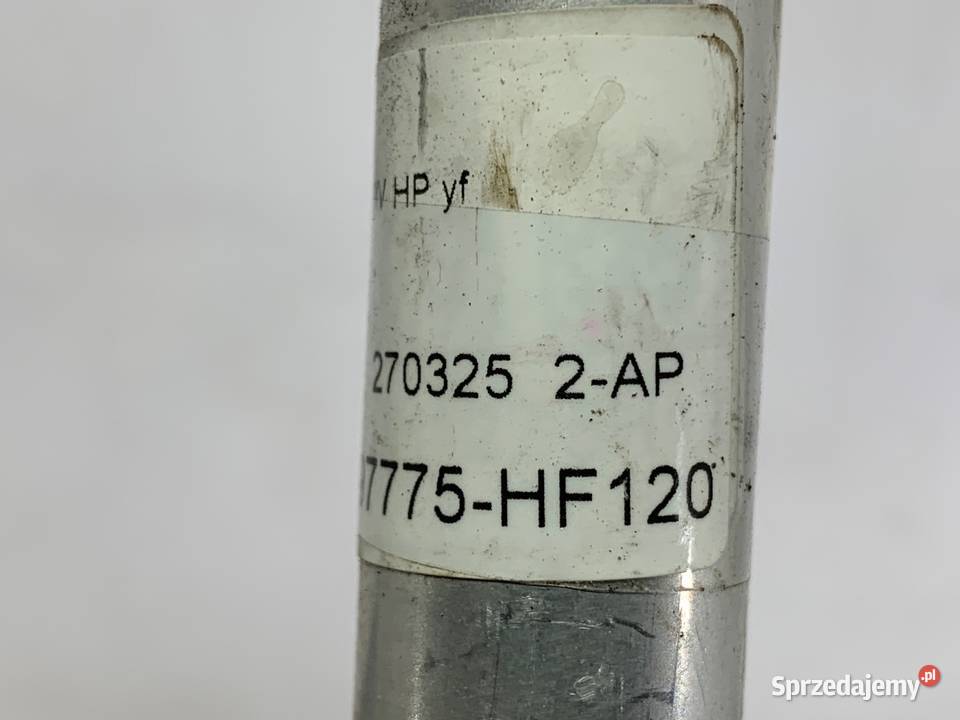 HP yf
270325 2-AP
7775-HF120
Sprzedajemy.pl